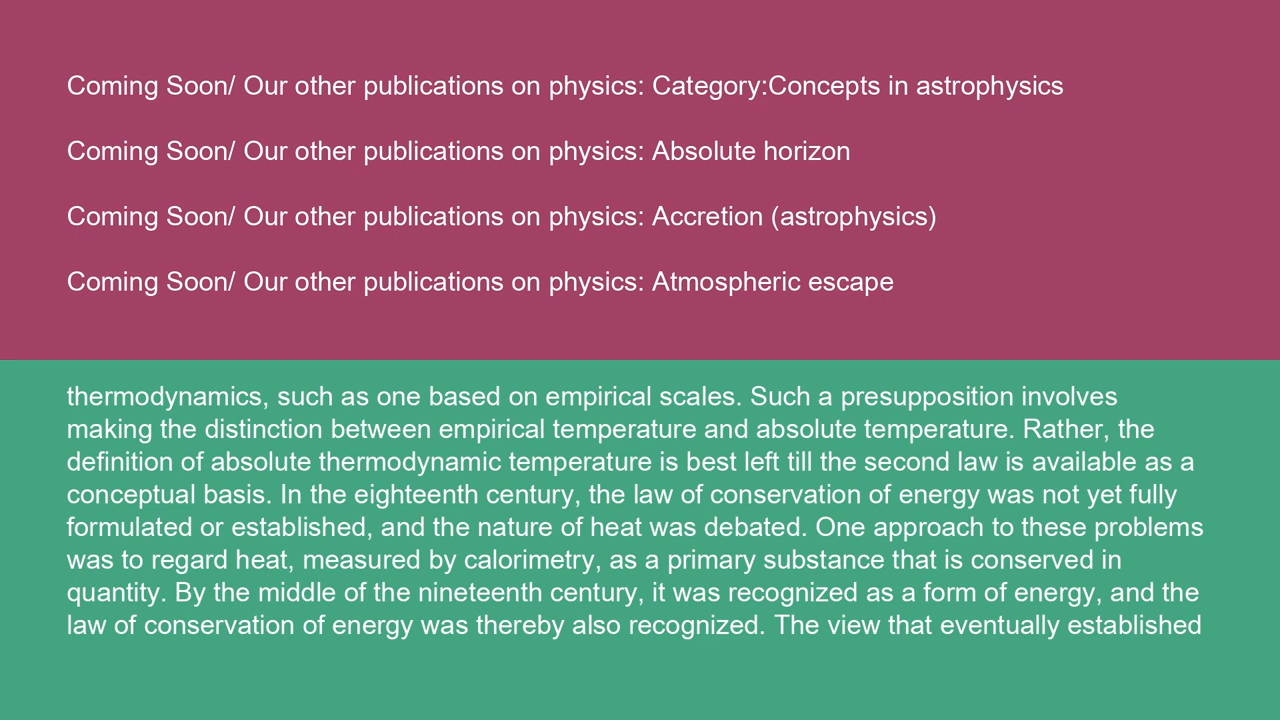 Coming Soon/ Our other publications on physics: Category:Concepts in astrophysics
Coming Soon/ Our other publications on physics: Absolute horizon
Coming Soon/ Our other publications on physics: Accretion (astrophysics)
Coming Soon/ Our other publications on physics: Atmospheric escape
thermodynamics, such as one based on empirical scales. Such a presupposition involves
making the distinction between empirical temperature and absolute temperature. Rather, the
definition of absolute thermodynamic temperature is best left till the second law is available as a
conceptual basis. In the eighteenth century, the law of conservation of energy was not yet fully
formulated or established, and the nature of heat was debated. One approach to these problems
was to regard heat, measured by calorimetry, as a primary substance that is conserved in
quantity. By the middle of the nineteenth century, it was recognized as a form of energy, and the
law of conservation of energy was thereby also recognized. The view that eventually established